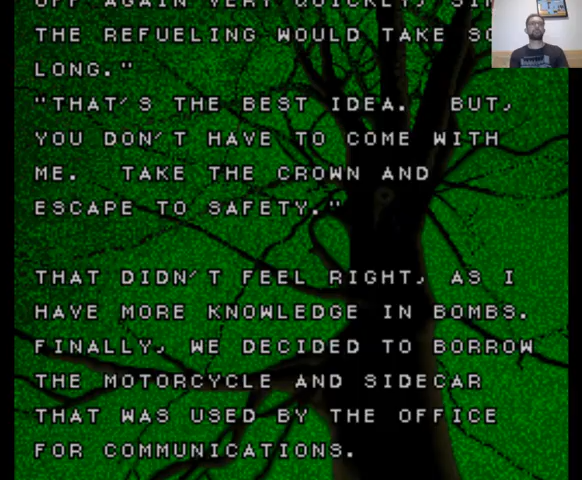 OFF AGAIN VERY QUICKLY,
THE REFUELING WOULD TAKE
LONG."
"THAT'S THE BEST IDEA. BUT,
YOU DON'T HAVE TO COME WITH
ME. TAKE THE CROWN AND
ESCAPE TO SAFETY."
THAT DIDN'T FEEL RIGHT, AS I
HAVE MORE KNOWLEDGE IN BOMBS.
FINALLY, WE DECIDED TO BORROW
THE MOTORCYCLE AND SIDECAR
THAT WAS USED BY THE OFFICE
FOR COMMUNICATIONS.